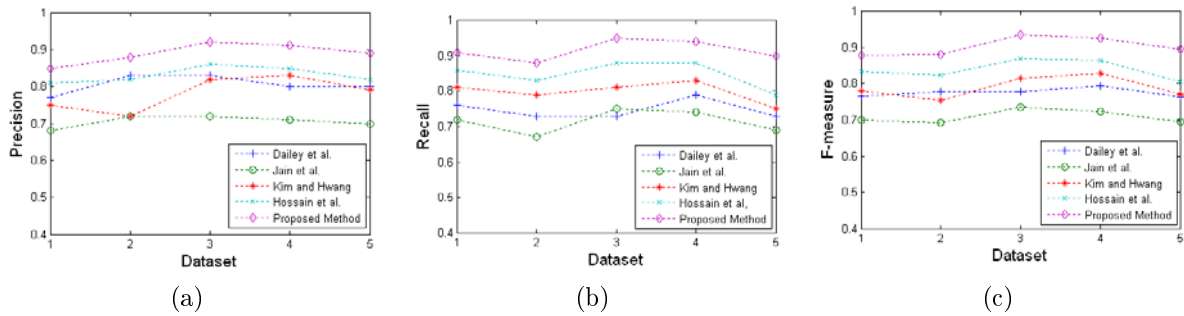 1
0.9
0.8
0.7
0.6
0.5
0.4
Precision
1 2 3 4 5
Dataset
Dailey et al.
Jain et al.
Kim and Hwang
Hossain et al.
Proposed Method
(a)
1
0.9
0.8
0.7
0.6
0.5
0.4
Recall
1 2 3 4 5
Dataset
Dailey et al.
Jain et al.
Kim and Hwang
Hossain et al,
Proposed Method
(b)
1
0.9
0.8
0.7
0.6
0.5
0.4
F-measure
1 2 3 4 5
Dataset
Dailey et al.
Jain et al.
Kim and Hwang
Hossain et al.
Proposed Method
(c)